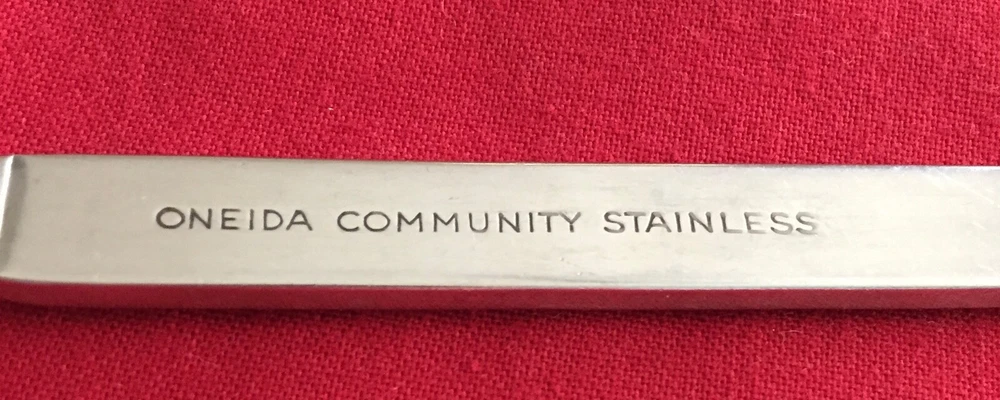 ONEIDA COMMUNITY STAINLESS